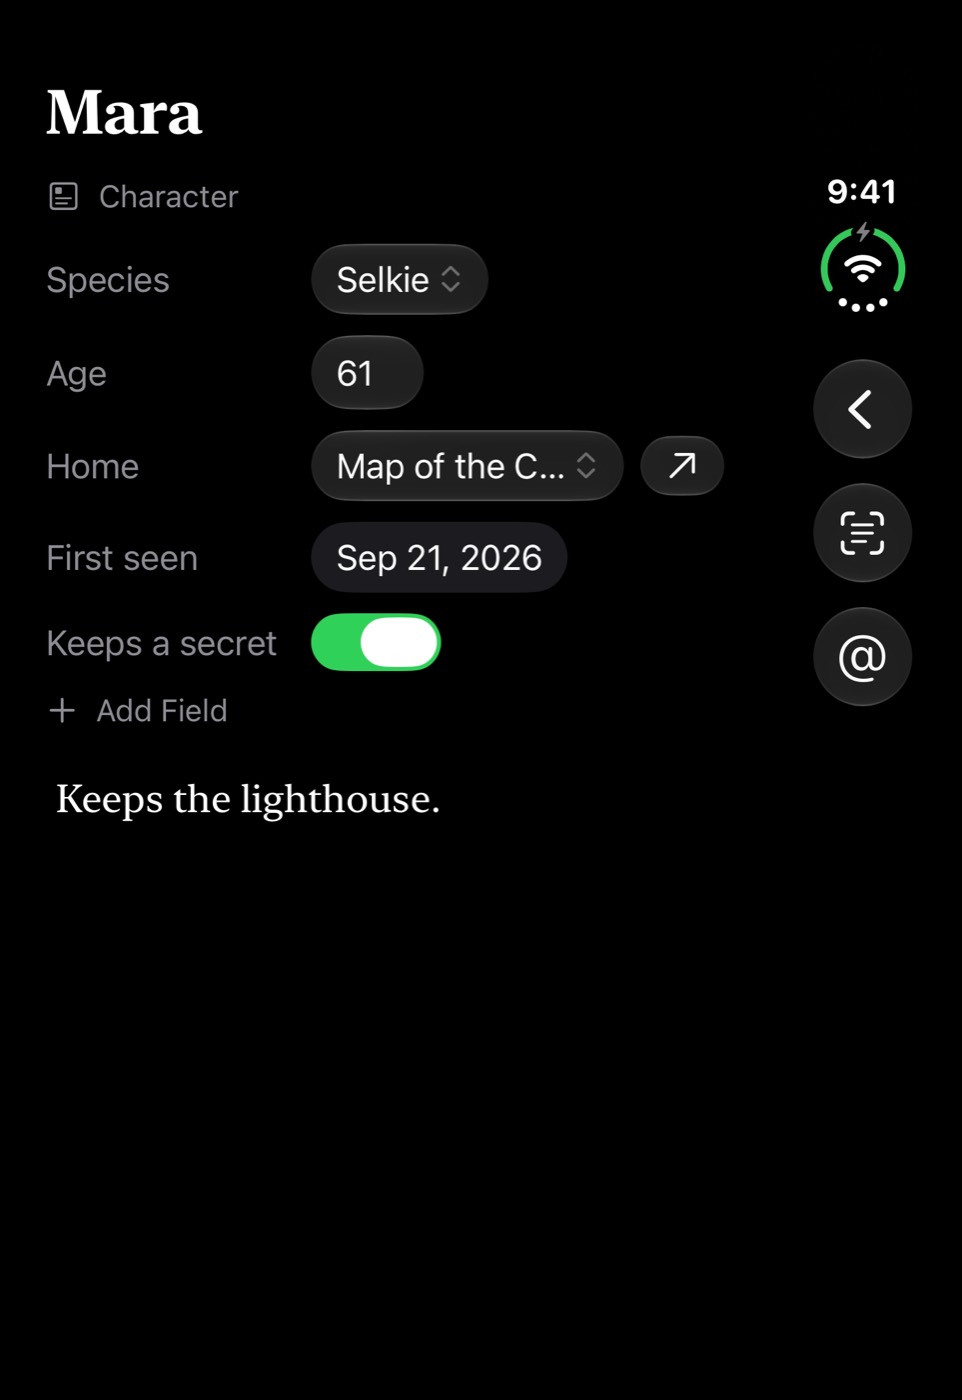 Mara
9:41
Character
Species
Selkie
Age
61
Home
Map of the C...
First seen
Sep 21, 2026
Keeps a secret
@
+ Add Field
Keeps the lighthouse.